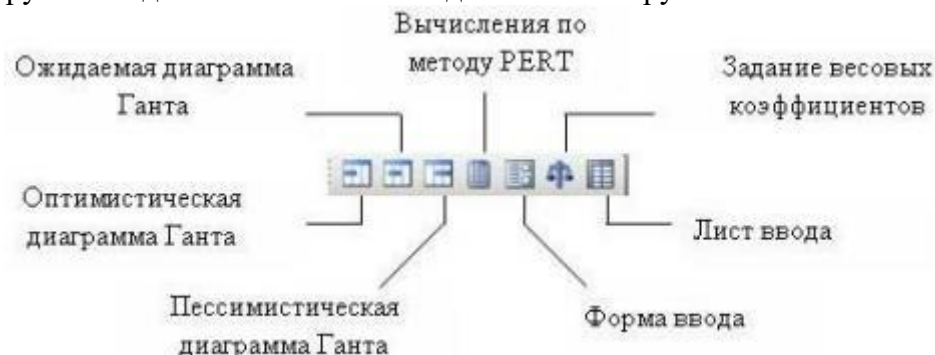 Вычисления по
методу PERT
Ожидаемая диаграмма
Ганта
Задание весовых
коэффициентов
Оптимистическая
диаграмма Ганта
Лист ввода
Пессимистическая
диаграмма Ганта
Форма ввода